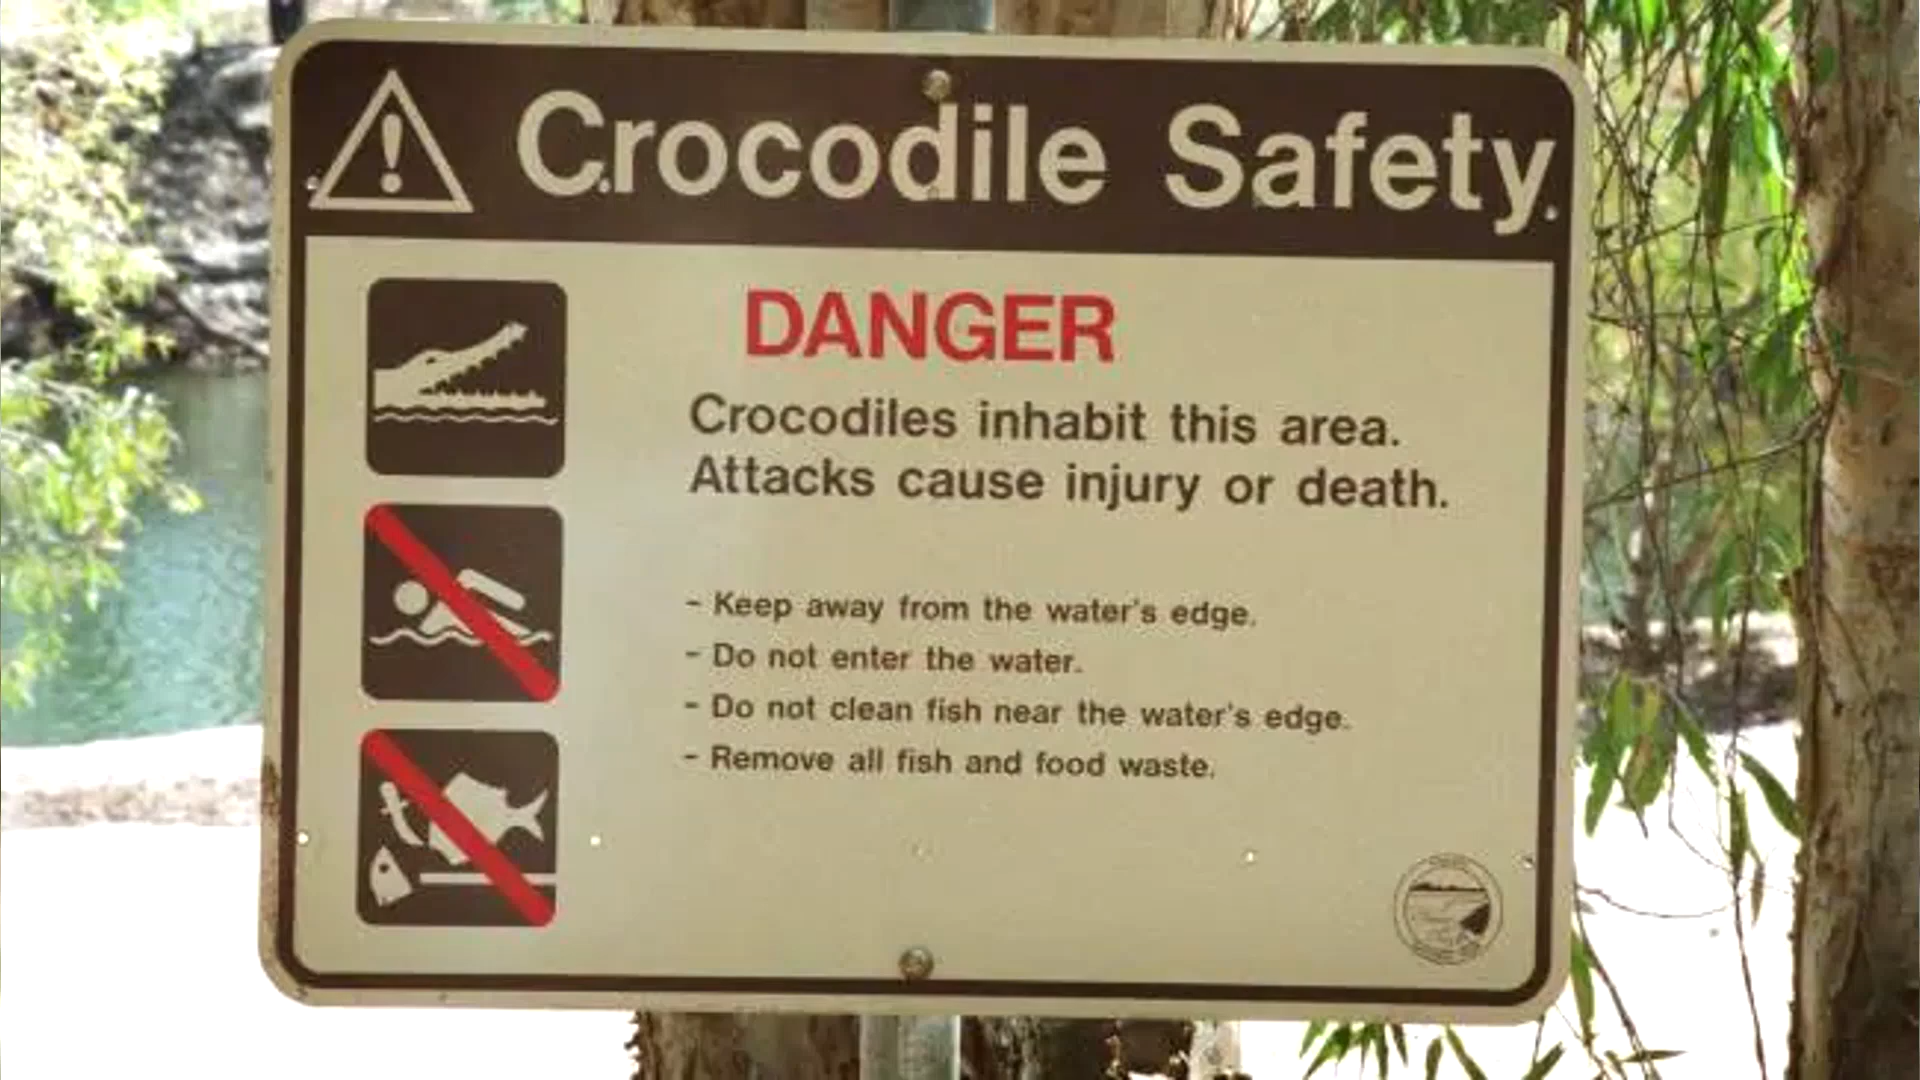 Crocodile Safety
DANGER
Crocodiles inhabit this area.
Attacks cause injury or death.
- Keep away from the water's edge.
- Do not enter the water.
- Do not clean fish near the water's edge.
- Remove all fish and food waste.